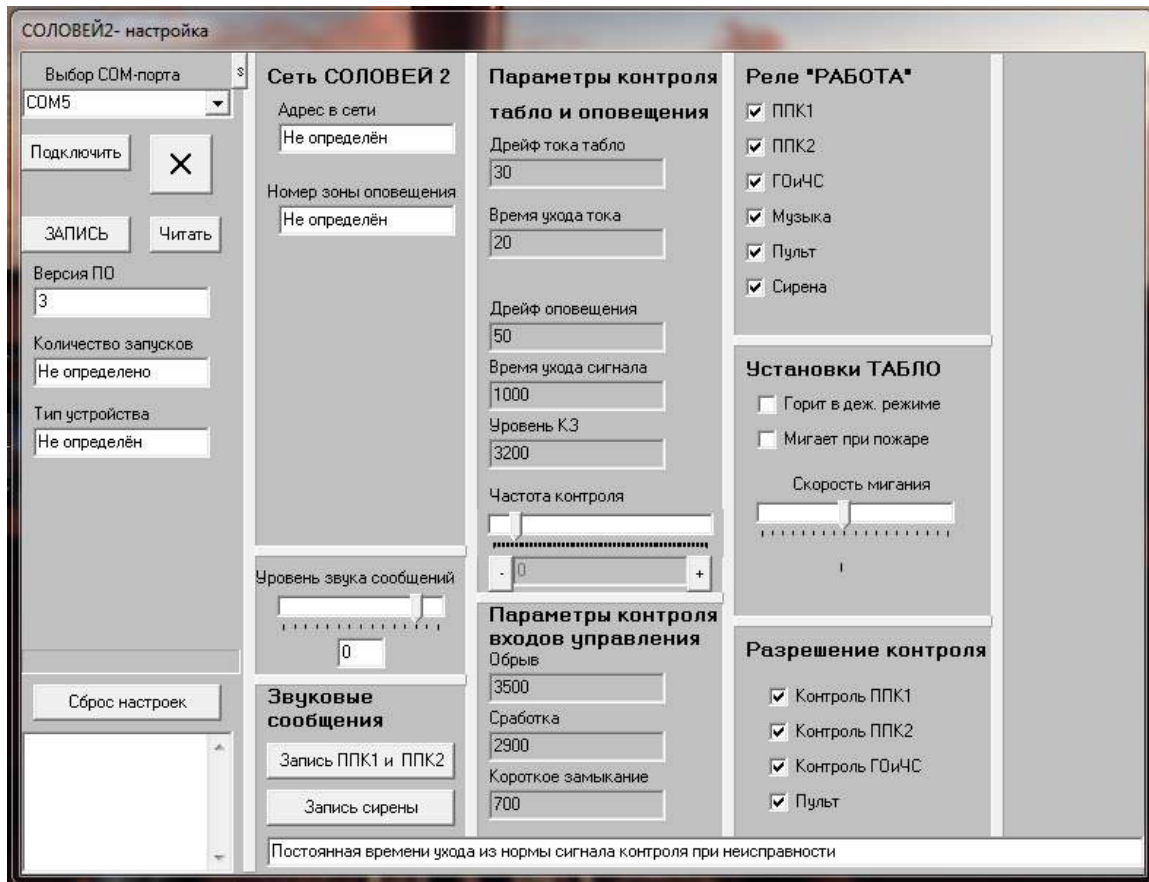 СОЛОВЕЙ2- настройка
Выбор COM-порта
s
COM5
Подключить
X
ЗАПИСЬ
Читать
Версия ПО
3
Количество запусков
Не определено
Тип устройства
Не определён
Сброс настроек
Сеть СОЛОВЕЙ 2
Адрес в сети
Не определён
Номер зоны оповещения
Не определён
Уровень звука сообщений
0
Звуковые
сообщения
Запись ППК1 и ППК2
Запись сирены
Параметры контроля
табло и оповещения
Дрейф тока табло
30
Время ухода тока
20
Дрейф оповещения
50
Время ухода сигнала
1000
Уровень КЗ
3200
Частота контроля
-
0
+
Параметры контроля
входов управления
Обрыв
3500
Сработка
2900
Короткое замыкание
700
Реле "РАБОТА"
ППК1
ППК2
ГОиЧС
Музыка
Пульт
Сирена
Установки ТАБЛО
Горит в деж. режиме
Мигает при пожаре
Скорость мигания
Разрешение контроля
Контроль ППК1
Контроль ППК2
Контроль ГОиЧС
Пульт
Постоянная времени ухода из нормы сигнала контроля при неисправности